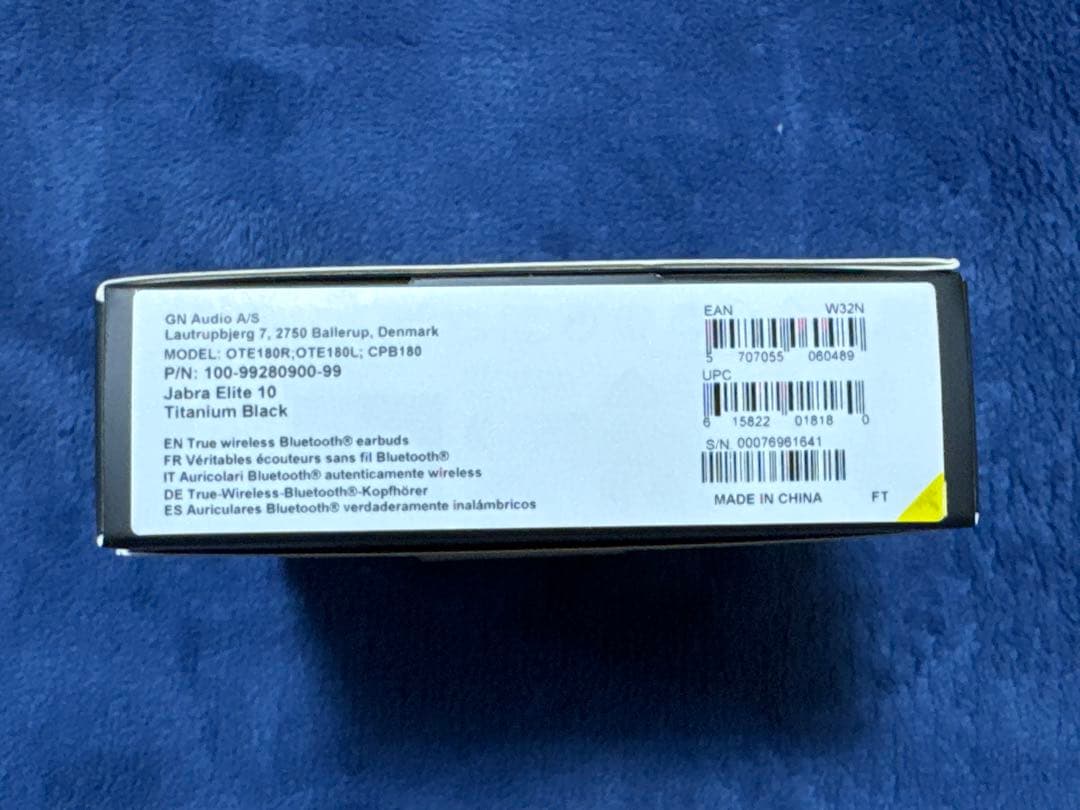 GN Audio A/S
Lautrupbjerg 7, 2750 Ballerup, Denmark
MODEL: OTE180R;OTE180L; CPB180
P/N: 100-99280900-99
Jabra Elite 10
Titanium Black
EN True wireless Bluetooth® earbuds
FR Véritables écouteurs sans fil Bluetooth®
IT Auricolari Bluetooth® autenticamente wireless
DE True-Wireless-Bluetooth®-Kopfhörer
ES Auriculares Bluetooth® verdaderamente inalámbricos
EAN W32N
5 707055 060489
UPC
6 15822 01818 0
S/N 00076961641
MADE IN CHINA FT